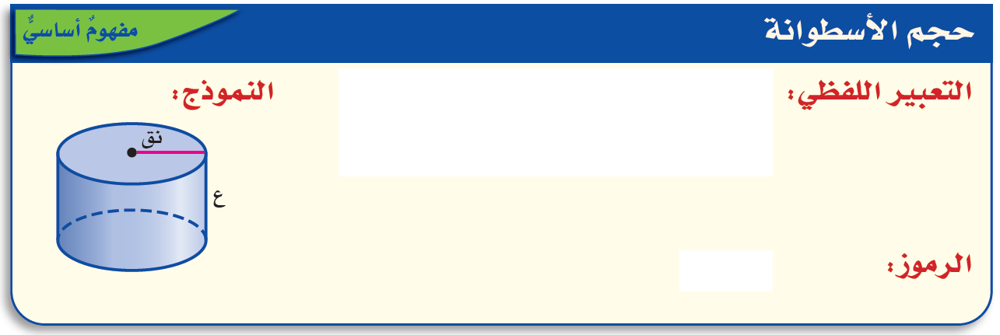 حجم الأسطوانة
مفهومٌ أساسيٌّ
التعبير اللفظي:
النموذج:
نق
ع
الرموز: